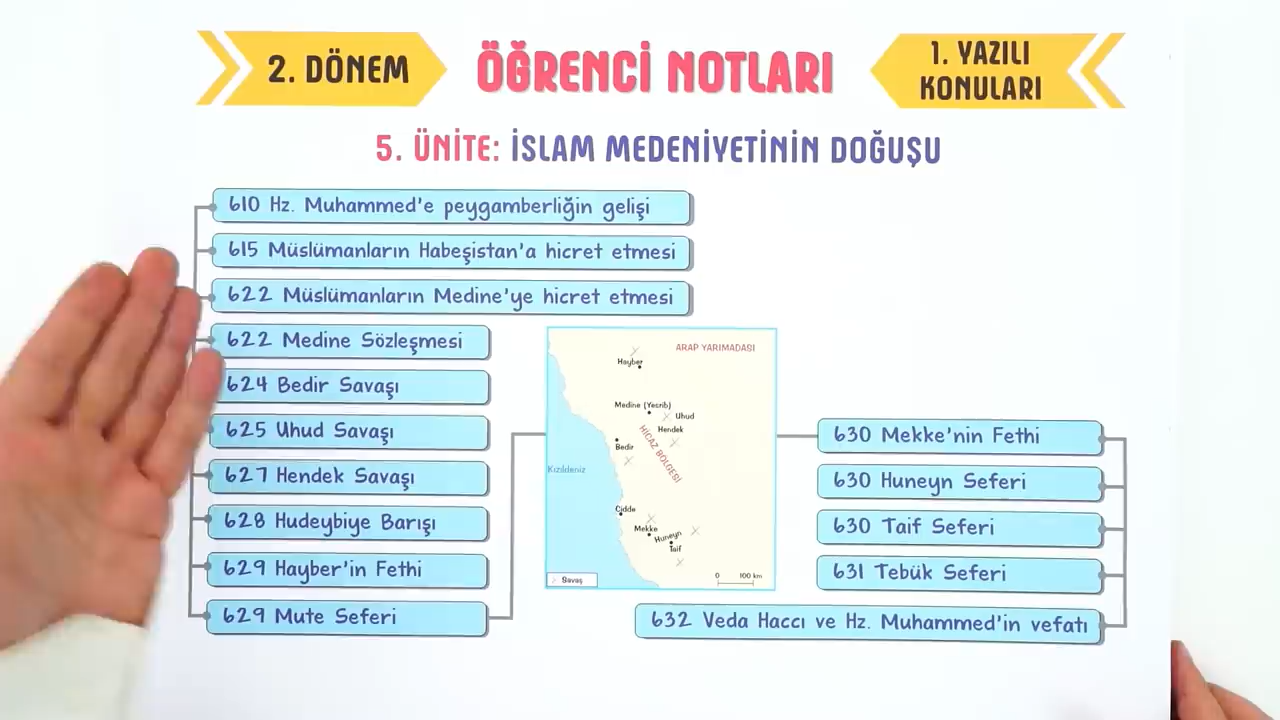 2. DÖNEM
ÖĞRENCİ NOTLARI
1. YAZILI
KONULARI
5. ÜNİTE: İSLAM MEDENİYETİNİN DOĞUŞU
610 Hz. Muhammed'e peygamberliğin gelişi
615 Müslümanların Habeşistan'a hicret etmesi
622 Müslümanların Medine'ye hicret etmesi
622 Medine Sözleşmesi
624 Bedir Savaşı
625 Uhud Savaşı
627 Hendek Savaşı
628 Hudeybiye Barışı
629 Hayber'in Fethi
629 Mute Seferi
ARAP YARIMADASI
Hayber
Medine (Yesrib)
Uhud
Hendek
HİCAZ BÖLGESİ
Bedir
Kızıldeniz
Cidde
Mekke
Huneyn
Taif
Savaş
0 100 km
630 Mekke'nin Fethi
630 Huneyn Seferi
630 Taif Seferi
631 Tebük Seferi
632 Veda Haccı ve Hz. Muhammed'in vefatı